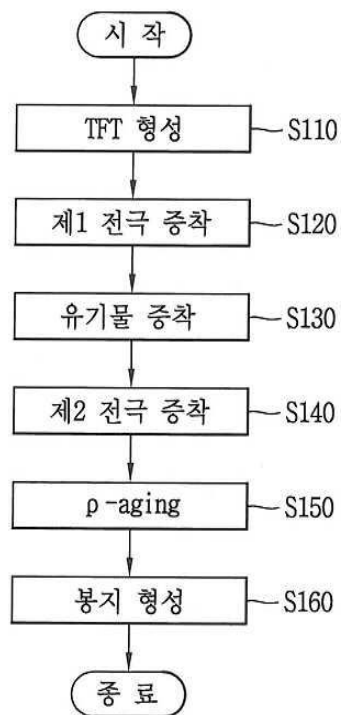 시 작
TFT 형성 S110
제1 전극 증착 S120
유기물 증착 S130
제2 전극 증착 S140
ρ-aging S150
봉지 형성 S160
종 료